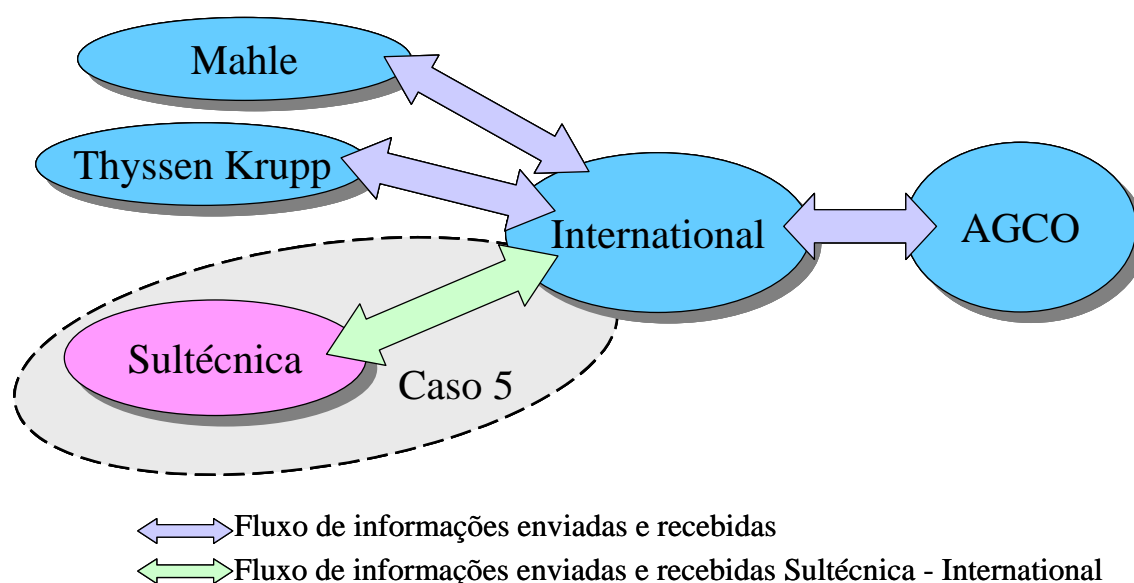 Mahle
Thyssen Krupp
International
AGCO
Sultécnica
Caso 5
Fluxo de informações enviadas e recebidas
Fluxo de informações enviadas e recebidas Sultécnica - International